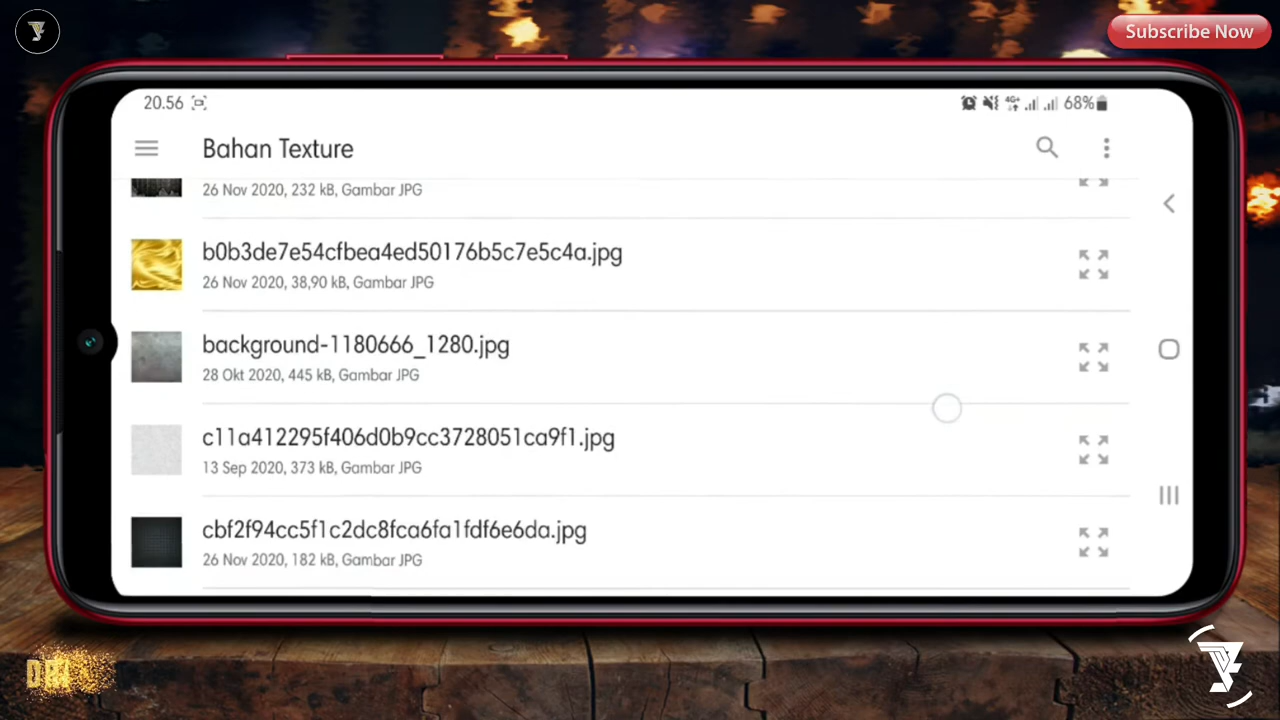 Subscribe Now
20.56
4G+
68%
Bahan Texture
26 Nov 2020, 232 kB, Gambar JPG
b0b3de7e54cfbea4ed50176b5c7e5c4a.jpg
26 Nov 2020, 38,90 kB, Gambar JPG
background-1180666_1280.jpg
28 Okt 2020, 445 kB, Gambar JPG
c11a412295f406d0b9cc3728051ca9f1.jpg
13 Sep 2020, 373 kB, Gambar JPG
cbf2f94cc5f1c2dc8fca6fa1fdf6e6da.jpg
26 Nov 2020, 182 kB, Gambar JPG